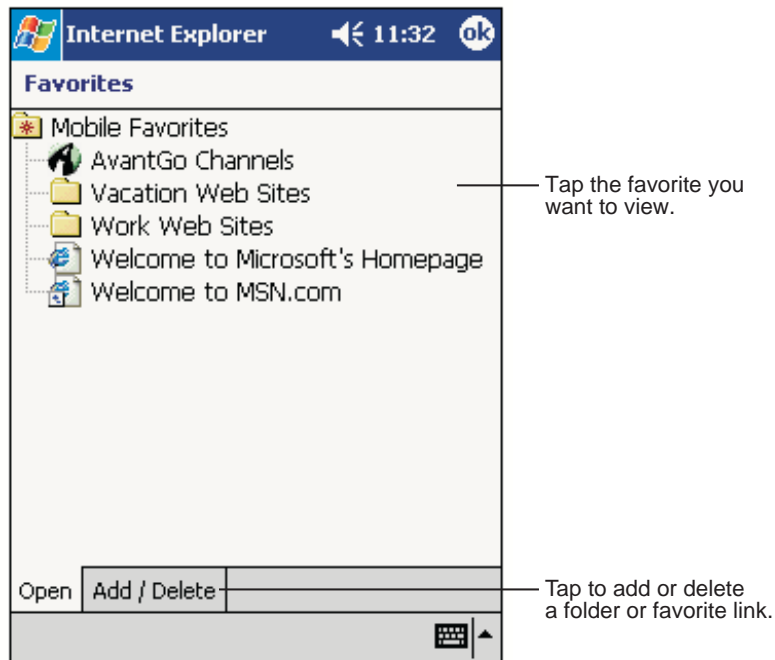 Internet Explorer 11:32 ok
Favorites
Mobile Favorites
AvantGo Channels
Vacation Web Sites
Tap the favorite you
want to view.
Work Web Sites
Welcome to Microsoft's Homepage
Welcome to MSN.com
Open Add / Delete
Tap to add or delete
a folder or favorite link.